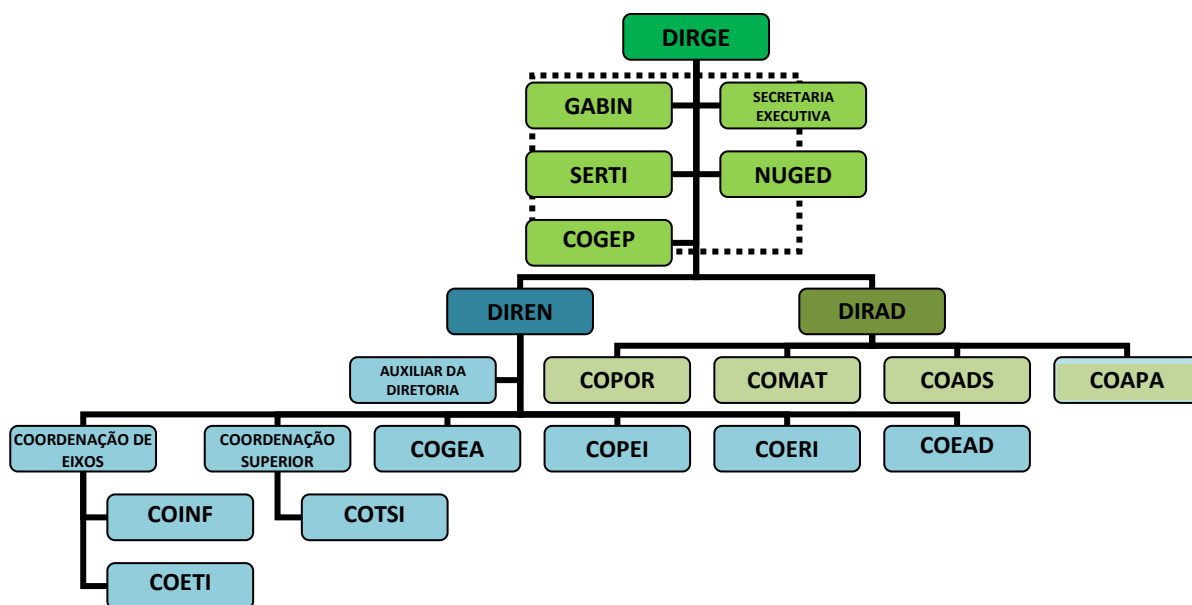 DIRGE
GABIN
SECRETARIA
EXECUTIVA
SERTI
NUGED
COGEP
DIREN
DIRAD
AUXILIAR DA
DIRETORIA
COPOR
COMAT
COADS
COAPA
COORDENAÇÃO DE
EIXOS
COORDENAÇÃO
SUPERIOR
COGEA
COPEI
COERI
COEAD
COINF
COTSI
COETI